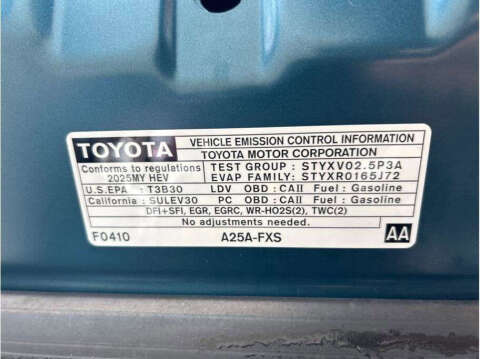 TOYOTA VEHICLE EMISSION CONTROL INFORMATION
TOYOTA MOTOR CORPORATION
Conforms to regulations TEST GROUP : STYXV02.5P3A
2025MY HEV EVAP FAMILY: STYXR0165J72
U.S.EPA : T3B30 LDV OBD : CAII Fuel : Gasoline
California : SULEV30 PC OBD : CAII Fuel : Gasoline
DFI+SFI, EGR, EGRC, WR-HO2S(2), TWC(2)
No adjustments needed.
F0410 A25A-FXS AA